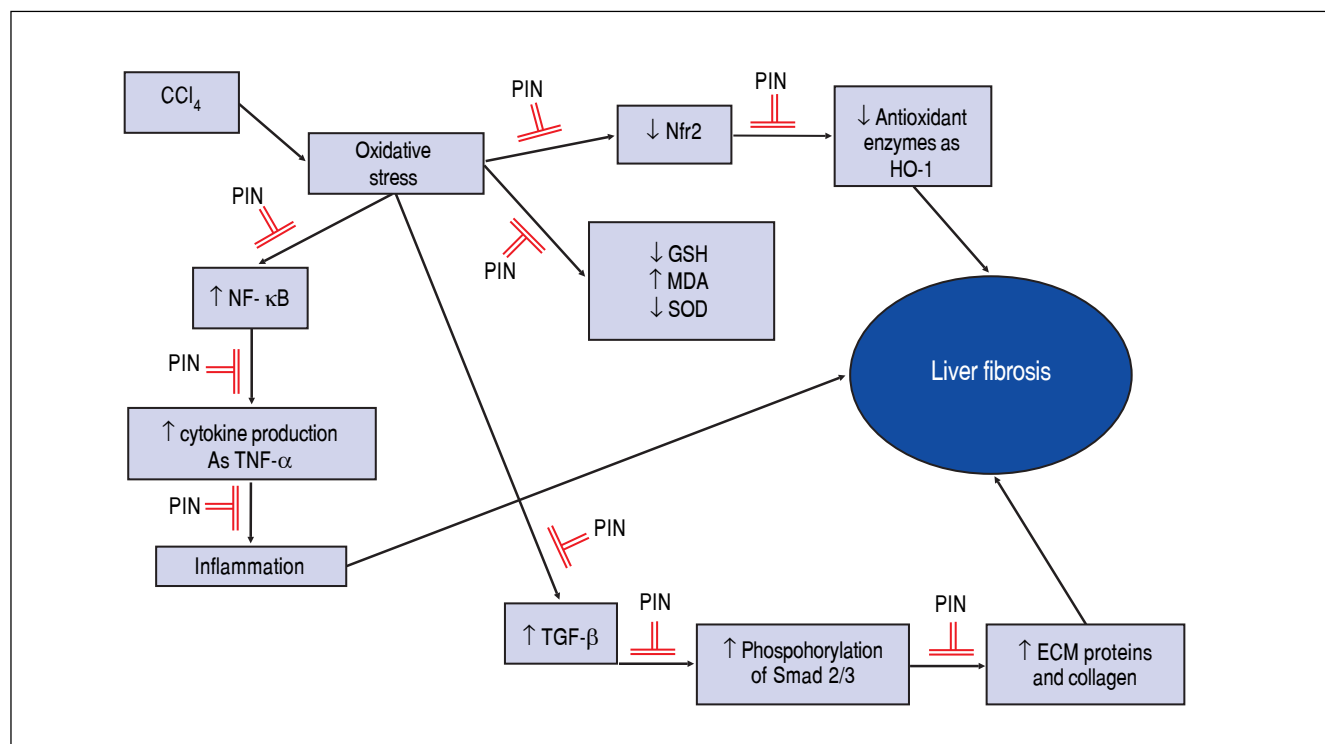 CCl₄
Oxidative
stress
PIN
↓ Nfr2
PIN
↓ Antioxidant
enzymes as
HO-1
PIN
PIN
↓ GSH
↑ MDA
↓ SOD
↑ NF- κB
PIN
↑ cytokine production
As TNF-α
PIN
Inflammation
Liver fibrosis
PIN
↑ TGF-β
PIN
↑ Phospohorylation
of Smad 2/3
PIN
↑ ECM proteins
and collagen